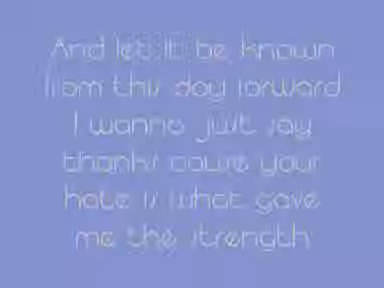 And let it be known
from this day forward
I wanna just say
thanks cause your
hate is what gave
me the strength